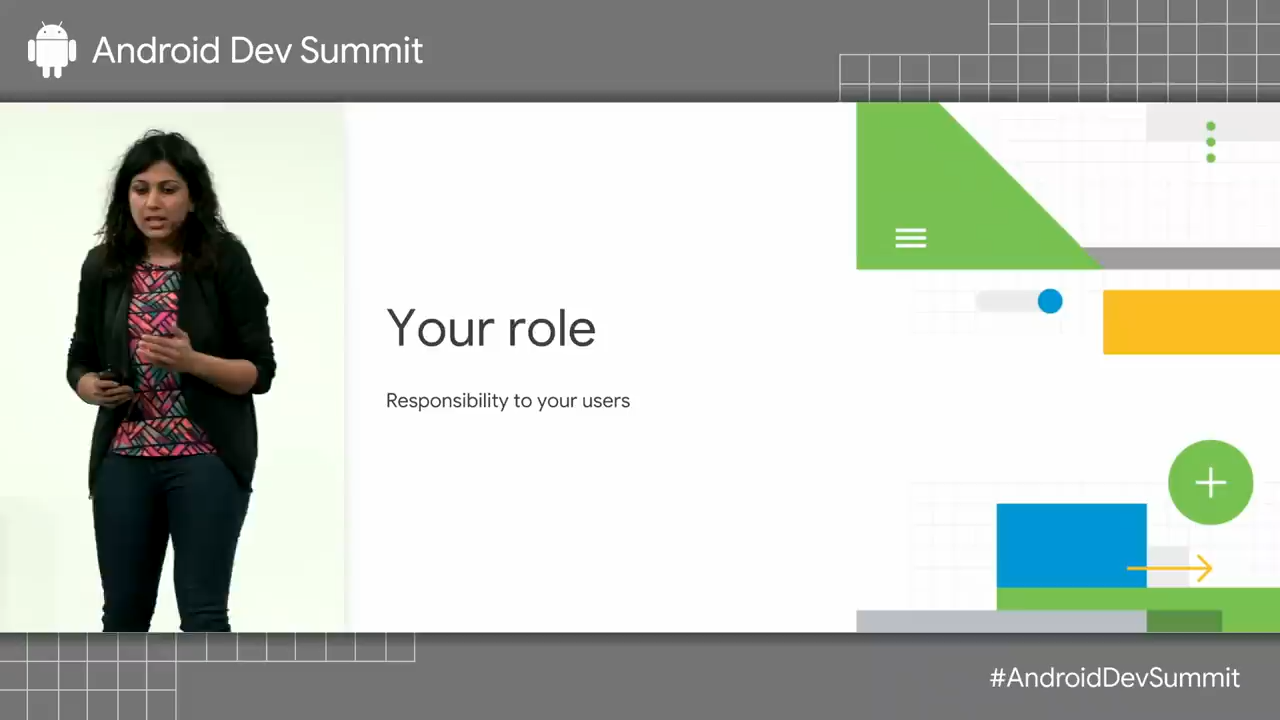 Android Dev Summit
Your role
Responsibility to your users
#AndroidDevSummit